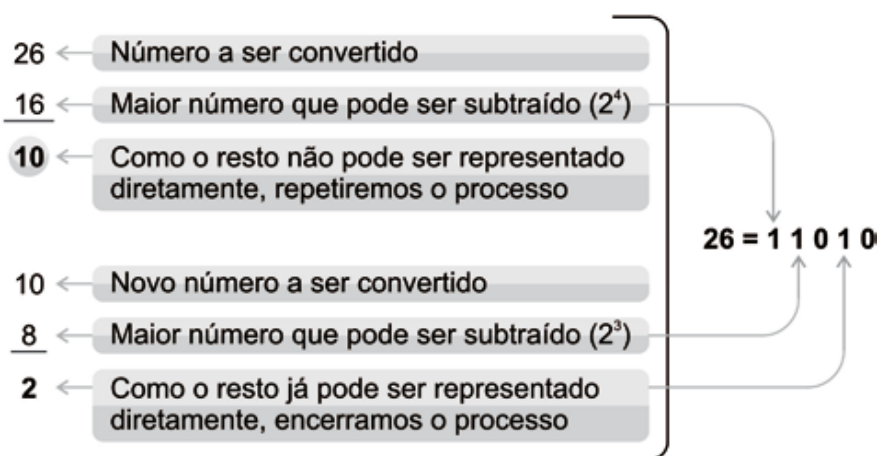 26 Número a ser convertido
16 Maior número que pode ser subtraído (2⁴)
10 Como o resto não pode ser representado
diretamente, repetiremos o processo
26 = 1 1 0 1 0
10 Novo número a ser convertido
8 Maior número que pode ser subtraído (2³)
2 Como o resto já pode ser representado
diretamente, encerramos o processo